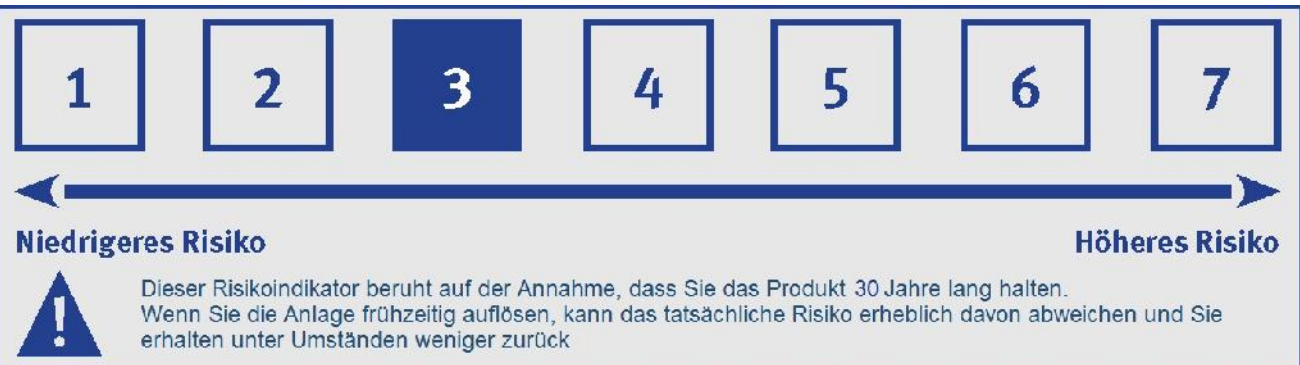 1 2 3 4 5 6 7
Niedrigeres Risiko Höheres Risiko
Dieser Risikoindikator beruht auf der Annahme, dass Sie das Produkt 30 Jahre lang halten.
Wenn Sie die Anlage frühzeitig auflösen, kann das tatsächliche Risiko erheblich davon abweichen und Sie
erhalten unter Umständen weniger zurück